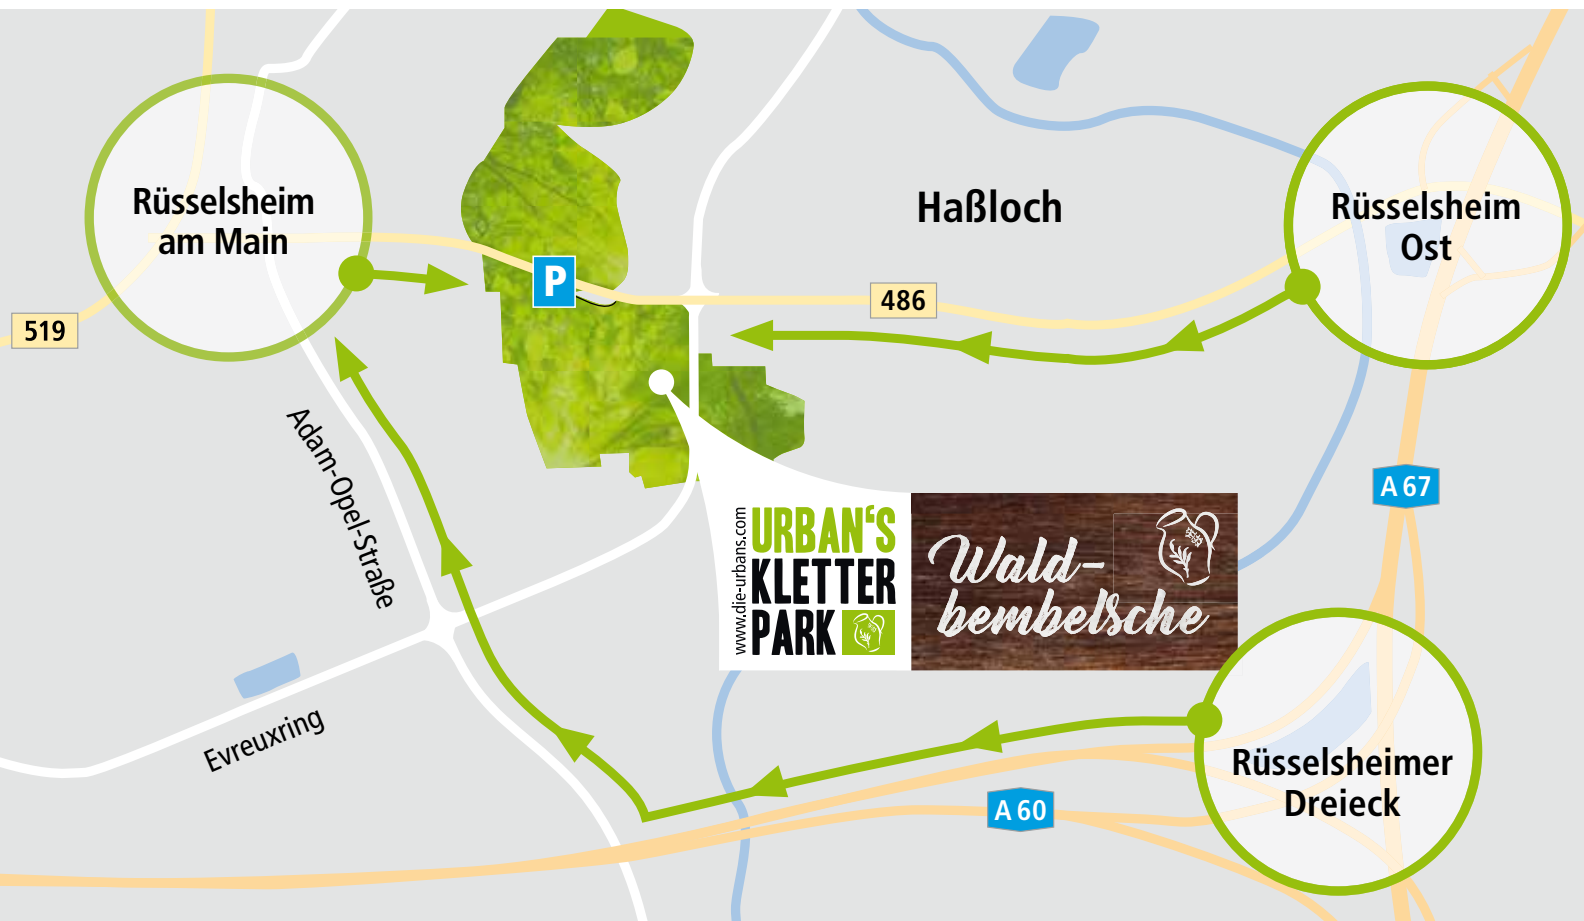 Rüsselsheim
am Main
Haßloch
Rüsselsheim
Ost
P
486
519
Adam-Opel-Straße
A 67
www.die-urbans.com
URBAN‘S
KLETTER
PARK
Wald-
bembelsche
Evreuxring
Rüsselsheimer
Dreieck
A 60